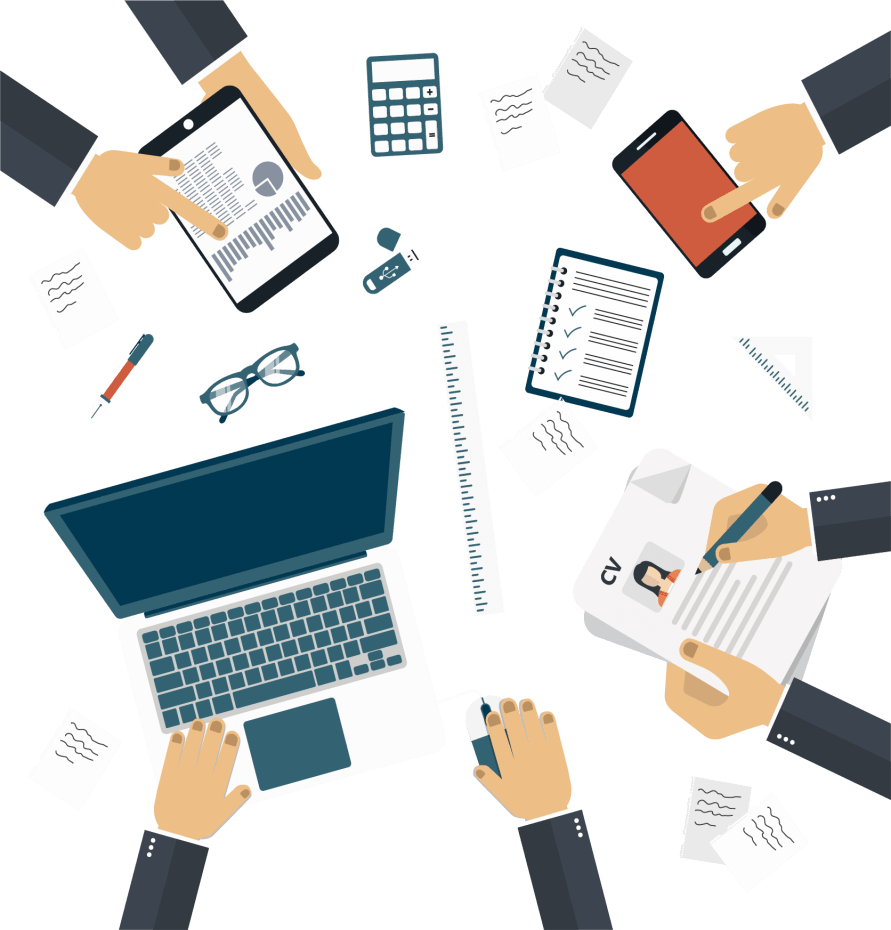 +
−
=
CV